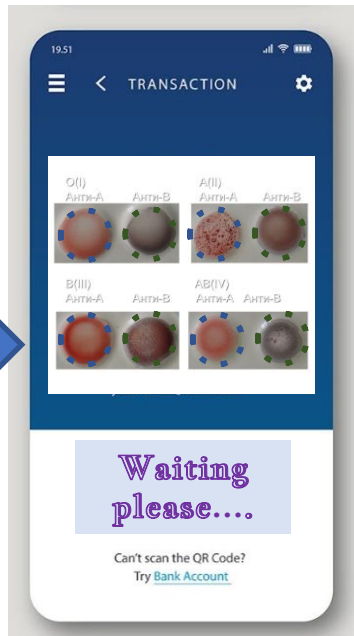 19.51
TRANSACTION
O(I) A(II)
Анти-A Анти-B Анти-A Анти-B
B(III) AB(IV)
Анти-A Анти-B Анти-A Анти-B
Waiting
please....
Can't scan the QR Code?
Try Bank Account